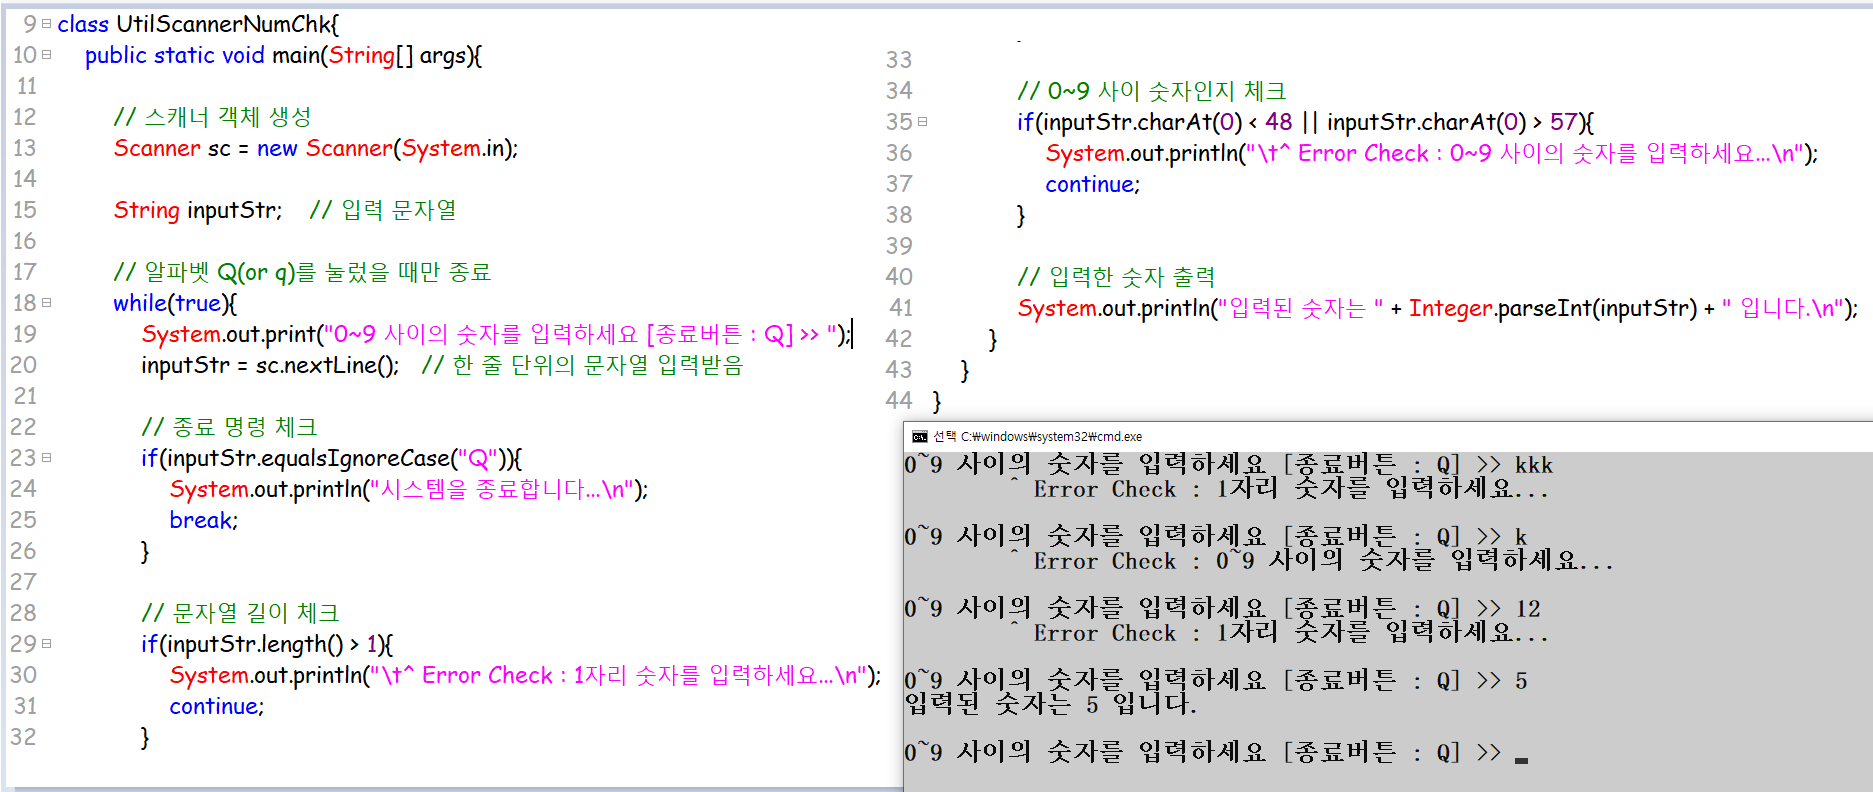 9 class UtilScannerNumChk{
10 public static void main(String[] args){
11
12 // 스캐너 객체 생성
13 Scanner sc = new Scanner(System.in);
14
15 String inputStr; // 입력 문자열
16
17 // 알파벳 Q(or q)를 눌렀을 때만 종료
18 while(true){
19 System.out.print("0~9 사이의 숫자를 입력하세요 [종료버튼 : Q] >> ");
20 inputStr = sc.nextLine(); // 한 줄 단위의 문자열 입력받음
21
22 // 종료 명령 체크
23 if(inputStr.equalsIgnoreCase("Q")){
24 System.out.println("시스템을 종료합니다...\n");
25 break;
26 }
27
28 // 문자열 길이 체크
29 if(inputStr.length() > 1){
30 System.out.println("\t^ Error Check : 1자리 숫자를 입력하세요...\n");
31 continue;
32 }
33
34 // 0~9 사이 숫자인지 체크
35 if(inputStr.charAt(0) < 48 || inputStr.charAt(0) > 57){
36 System.out.println("\t^ Error Check : 0~9 사이의 숫자를 입력하세요...\n");
37 continue;
38 }
39
40 // 입력한 숫자 출력
41 System.out.println("입력된 숫자는 " + Integer.parseInt(inputStr) + " 입니다.\n");
42 }
43 }
44 }
선택 C:₩windows₩system32₩cmd.exe
0~9 사이의 숫자를 입력하세요 [종료버튼 : Q] >> kkk
^ Error Check : 1자리 숫자를 입력하세요...
0~9 사이의 숫자를 입력하세요 [종료버튼 : Q] >> k
^ Error Check : 0~9 사이의 숫자를 입력하세요...
0~9 사이의 숫자를 입력하세요 [종료버튼 : Q] >> 12
^ Error Check : 1자리 숫자를 입력하세요...
0~9 사이의 숫자를 입력하세요 [종료버튼 : Q] >> 5
입력된 숫자는 5 입니다.
0~9 사이의 숫자를 입력하세요 [종료버튼 : Q] >>